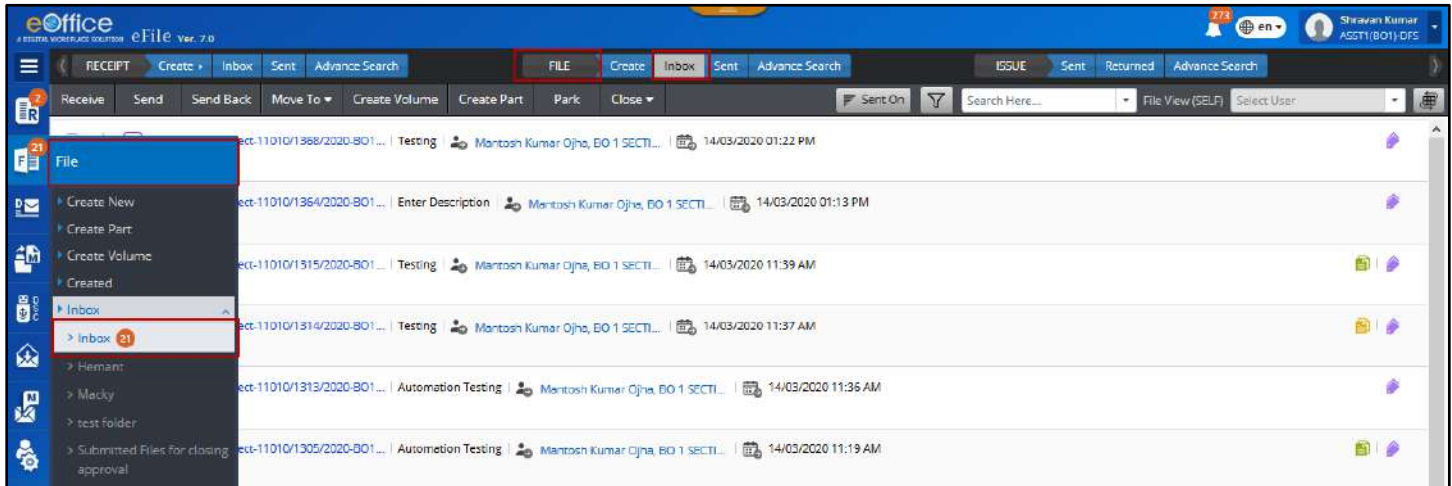 eOffice
A DIGITAL WORKPLACE SOLUTION eFile Ver. 7.0
273
en
Shravan Kumar
ASST1(BO1)-DFS
RECEIPT Create Inbox Sent Advance Search FILE Create Inbox Sent Advance Search ISSUE Sent Returned Advance Search
Receive Send Send Back Move To Create Volume Create Part Park Close Sent On Search Here... File View (SELF) Select User
2
R
ect-11010/1368/2020-BO1... Testing Mantosh Kumar Ojha, BO 1 SECTI... 14/03/2020 01:22 PM
21
F
File
Create New
ect-11010/1364/2020-BO1... Enter Description Mantosh Kumar Ojha, BO 1 SECTI... 14/03/2020 01:13 PM
D
Create Part
Create Volume
ect-11010/1315/2020-BO1... Testing Mantosh Kumar Ojha, BO 1 SECTI... 14/03/2020 11:39 AM
M
Created
DSC
Inbox
> Inbox 21
ect-11010/1314/2020-BO1... Testing Mantosh Kumar Ojha, BO 1 SECTI... 14/03/2020 11:37 AM
> Hemant
ect-11010/1313/2020-BO1... Automation Testing Mantosh Kumar Ojha, BO 1 SECTI... 14/03/2020 11:36 AM
M
> Macky
> test folder
> Submitted Files for closing
approval
ect-11010/1305/2020-BO1... Automation Testing Mantosh Kumar Ojha, BO 1 SECTI... 14/03/2020 11:19 AM